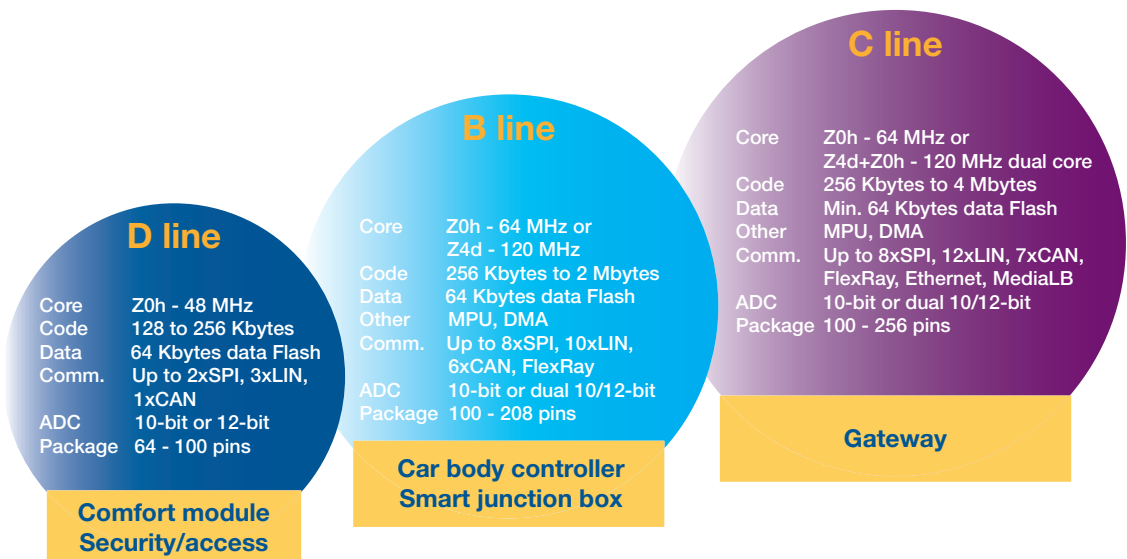 D line
Core Z0h - 48 MHz
Code 128 to 256 Kbytes
Data 64 Kbytes data Flash
Comm. Up to 2xSPI, 3xLIN,
1xCAN
ADC 10-bit or 12-bit
Package 64 - 100 pins
Comfort module
Security/access
B line
Core Z0h - 64 MHz or
Z4d - 120 MHz
Code 256 Kbytes to 2 Mbytes
Data 64 Kbytes data Flash
Other MPU, DMA
Comm. Up to 8xSPI, 10xLIN,
6xCAN, FlexRay
ADC 10-bit or dual 10/12-bit
Package 100 - 208 pins
Car body controller
Smart junction box
C line
Core Z0h - 64 MHz or
Z4d+Z0h - 120 MHz dual core
Code 256 Kbytes to 4 Mbytes
Data Min. 64 Kbytes data Flash
Other MPU, DMA
Comm. Up to 8xSPI, 12xLIN, 7xCAN,
FlexRay, Ethernet, MediaLB
ADC 10-bit or dual 10/12-bit
Package 100 - 256 pins
Gateway